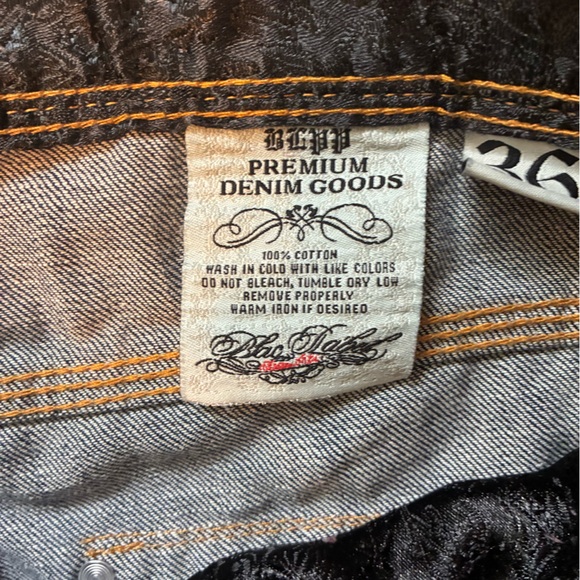 BLPP
PREMIUM
DENIM GOODS
36
100% COTTON
WASH IN COLD WITH LIKE COLORS
DO NOT BLEACH, TUMBLE DRY LOW
REMOVE PROPERLY
WARM IRON IF DESIRED